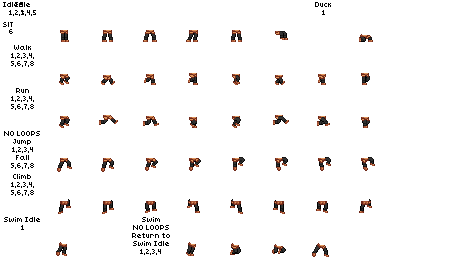 Idle
1,2,3,4,5
Duck
1
SIT
6
Walk
1,2,3,4,
5,6,7,8
Run
1,2,3,4,
5,6,7,8
NO LOOPS
Jump
1,2,3,4
Fall
5,6,7,8
Climb
1,2,3,4,
5,6,7,8
Swim Idle
1
Swim
NO LOOPS
Return to
Swim Idle
1,2,3,4